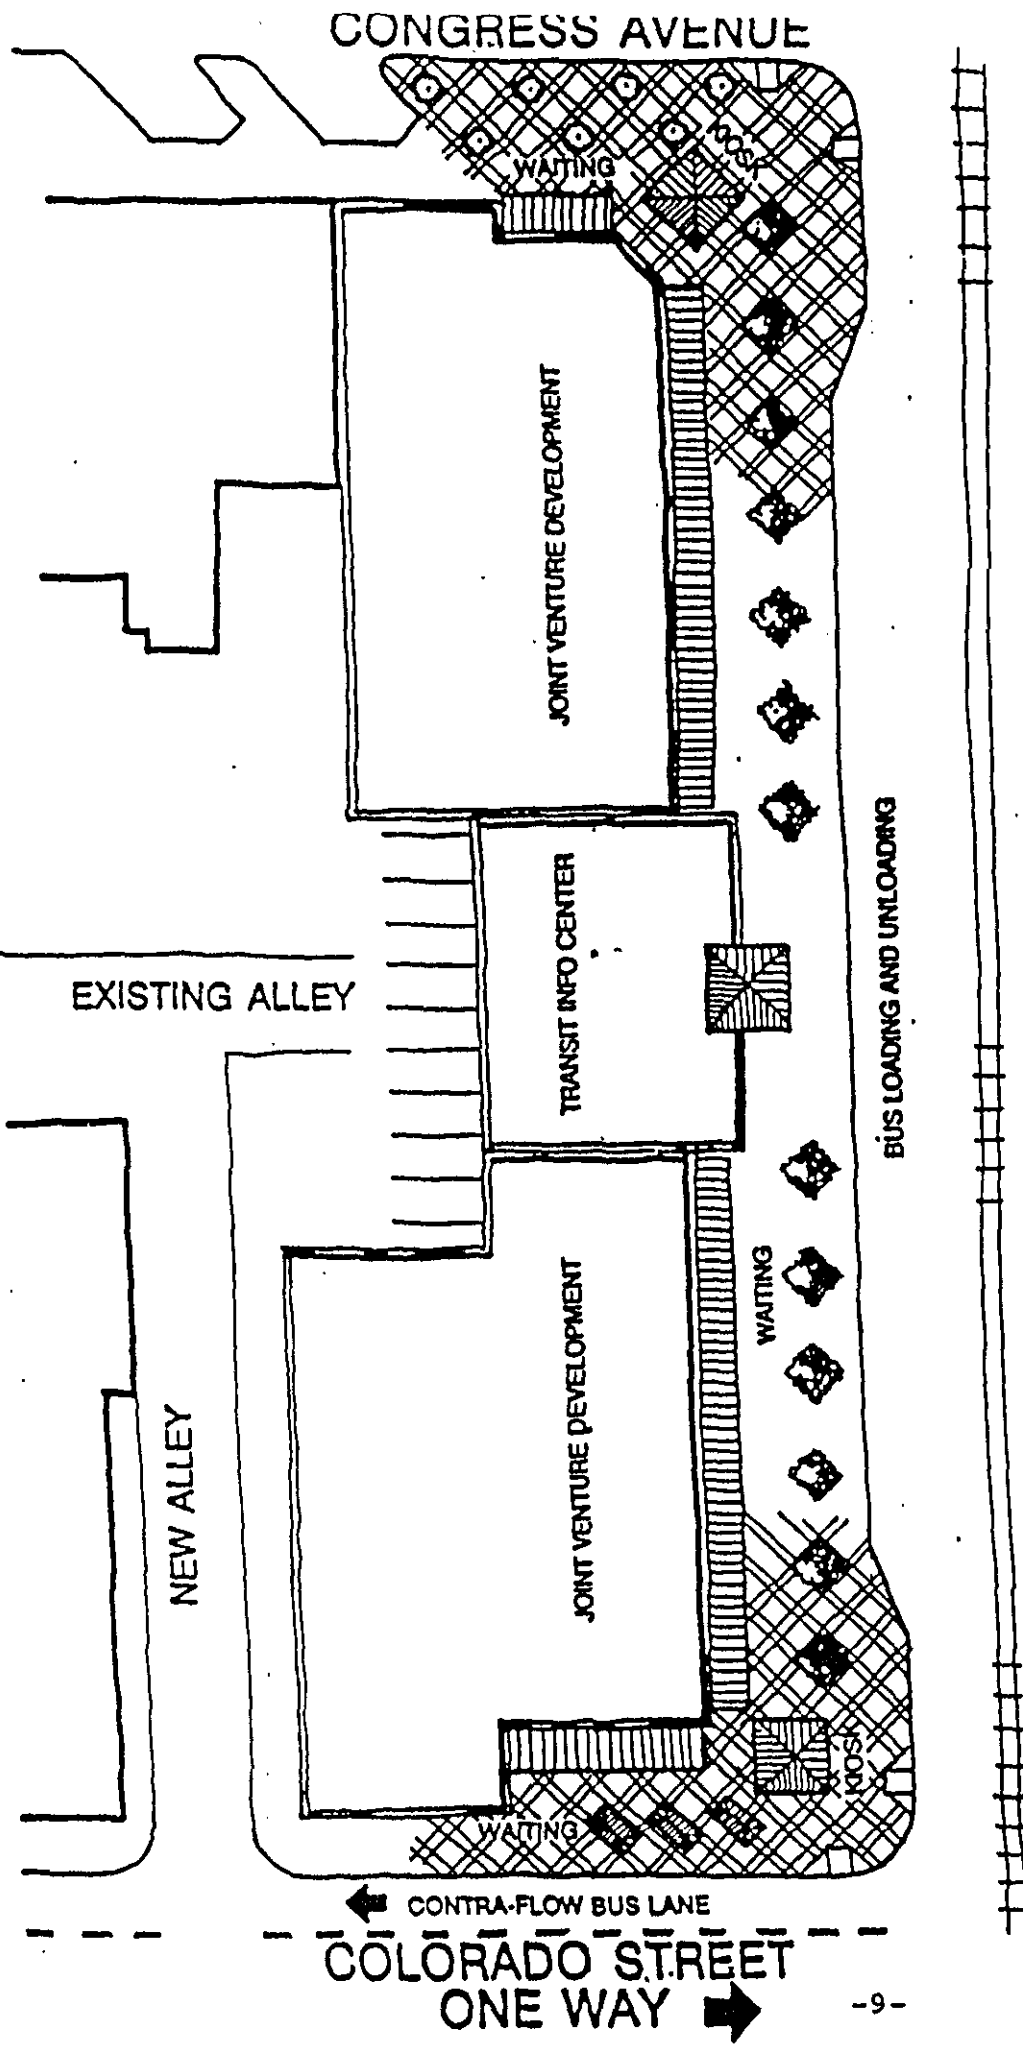 CONGRESS AVENUE
WAITING
KIOSK
JOINT VENTURE DEVELOPMENT
TRANSIT INFO CENTER
BUS LOADING AND UNLOADING
EXISTING ALLEY
WAITING
JOINT VENTURE DEVELOPMENT
NEW ALLEY
KIOSK
WAITING
CONTRA-FLOW BUS LANE
COLORADO STREET
ONE WAY
-9-